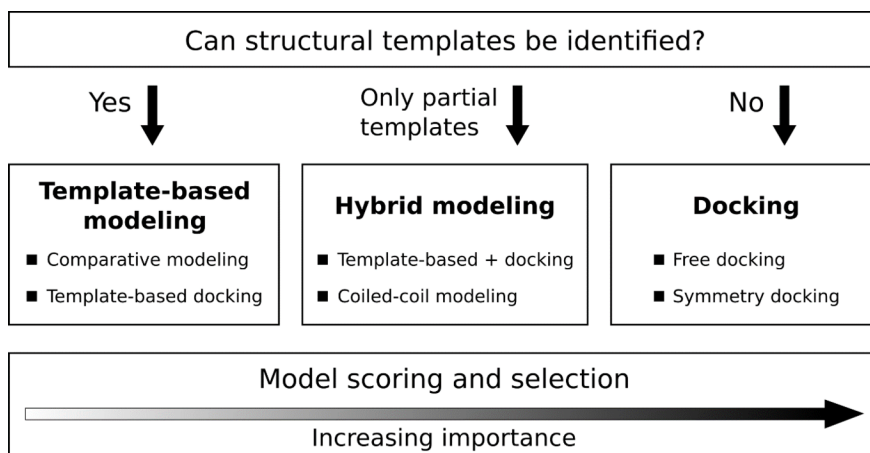 Can structural templates be identified?
Yes
Only partial
templates
No
Template-based
modeling
■ Comparative modeling
■ Template-based docking
Hybrid modeling
■ Template-based + docking
■ Coiled-coil modeling
Docking
■ Free docking
■ Symmetry docking
Model scoring and selection
Increasing importance